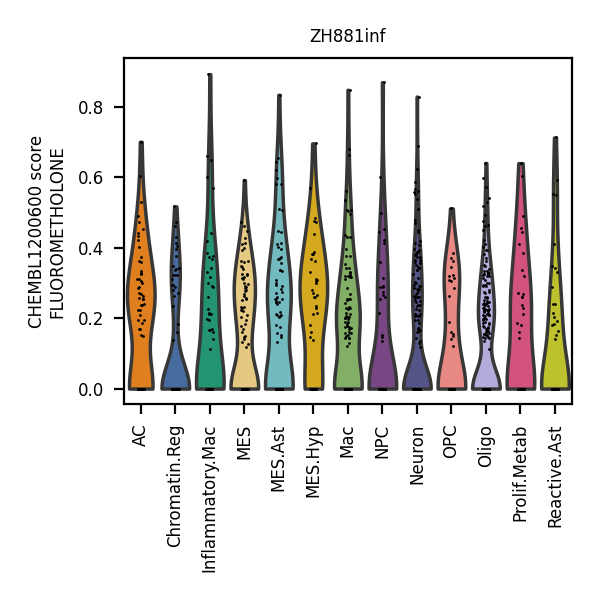 ZH881inf
CHEMBL1200600 score
FLUOROMETHOLONE
0.8
0.6
0.4
0.2
0.0
AC
Chromatin.Reg
Inflammatory.Mac
MES
MES.Ast
MES.Hyp
Mac
NPC
Neuron
OPC
Oligo
Prolif.Metab
Reactive.Ast